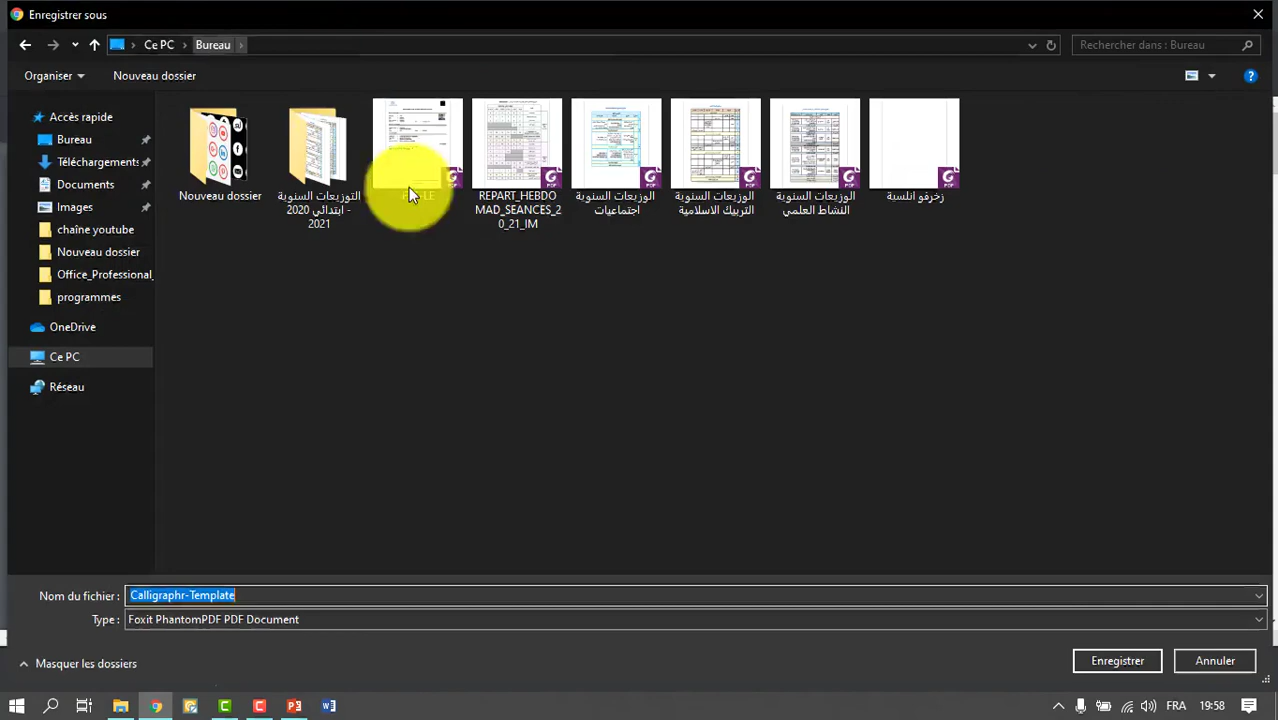 Enregistrer sous
Ce PC
Bureau
Rechercher dans : Bureau
Organiser
Nouveau dossier
Accès rapide
Bureau
Téléchargements
Documents
Images
chaîne youtube
Nouveau dossier
Office_Professional_
programmes
OneDrive
Ce PC
Réseau
Nouveau dossier
التوزيعات السنوية
- ابتدائي 2020
2021
REPART_HEBDO
MAD_SEANCES_2
0_21_IM
الوزيعات السنوية
اجتماعيات
الوزيعات السنوية
التربيك الاسلامية
الوزيعات السنوية
النشاط العلمي
زخرفو انلسبة
Nom du fichier :
Calligraphr-Template
Type :
Foxit PhantomPDF PDF Document
Masquer les dossiers
Enregistrer
Annuler
FRA
19:58